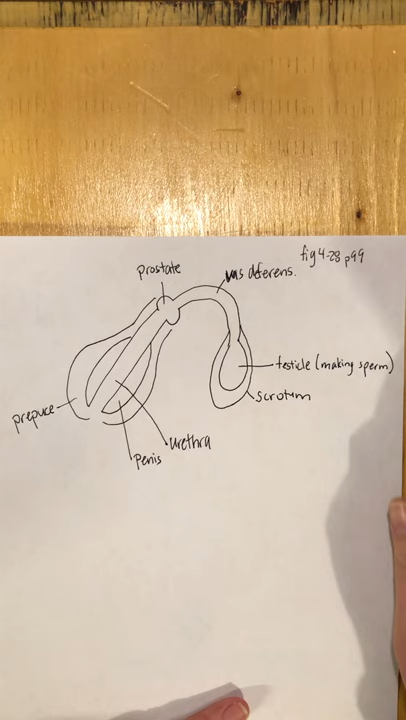 fig 4-28 p99
prostate
vas deferens.
testicle (making sperm)
scrotum
prepuce
urethra
Penis